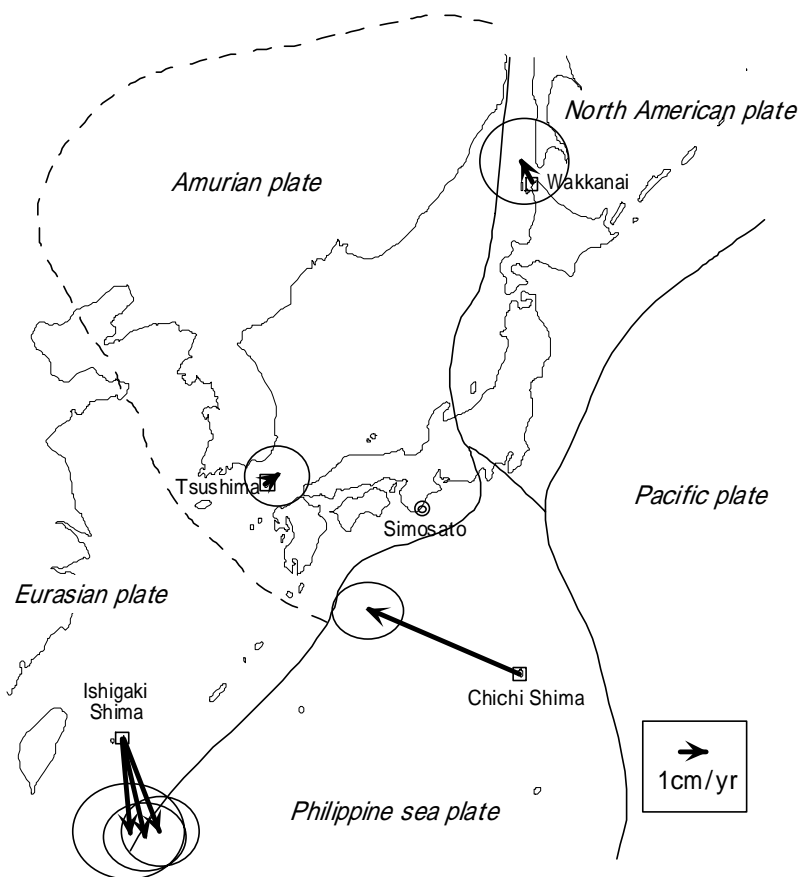 North American plate
Amurian plate
Wakkanai
Tsushima
Pacific plate
Simosato
Eurasian plate
Ishigaki
Shima
Chichi Shima
1cm/yr
Philippine sea plate